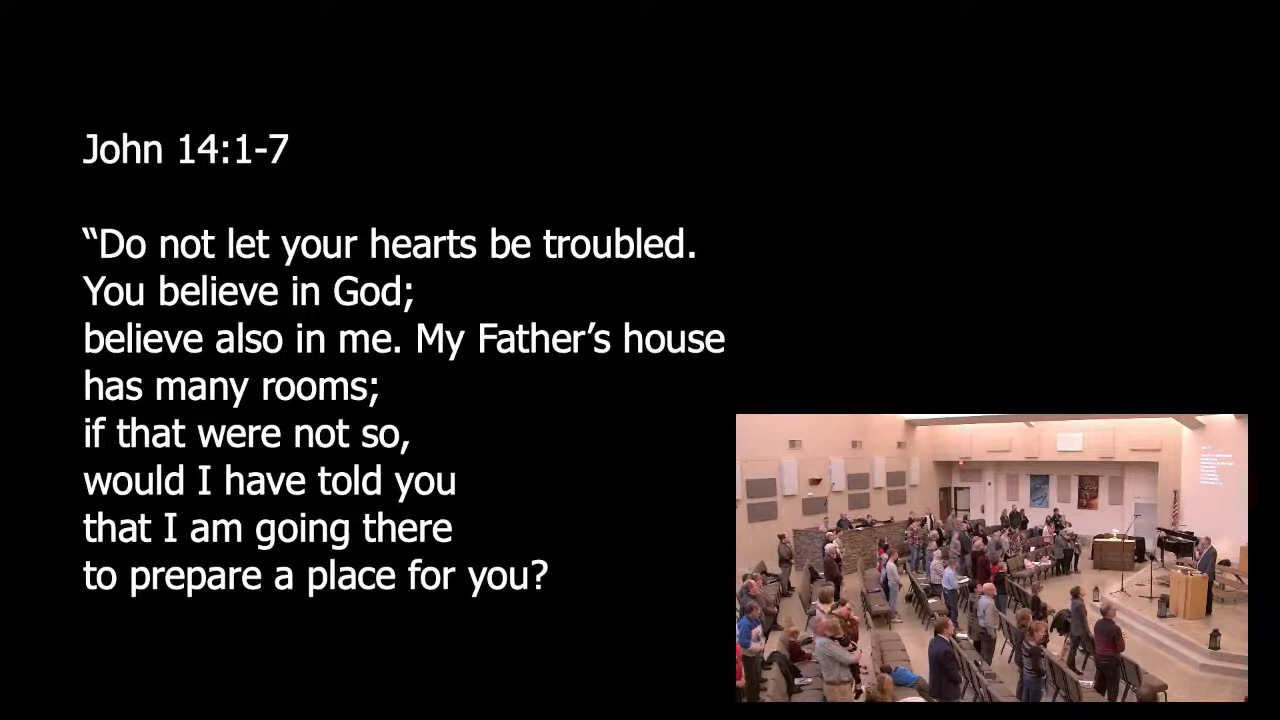 John 14:1-7
“Do not let your hearts be troubled.
You believe in God;
believe also in me. My Father’s house
has many rooms;
if that were not so,
would I have told you
that I am going there
to prepare a place for you?